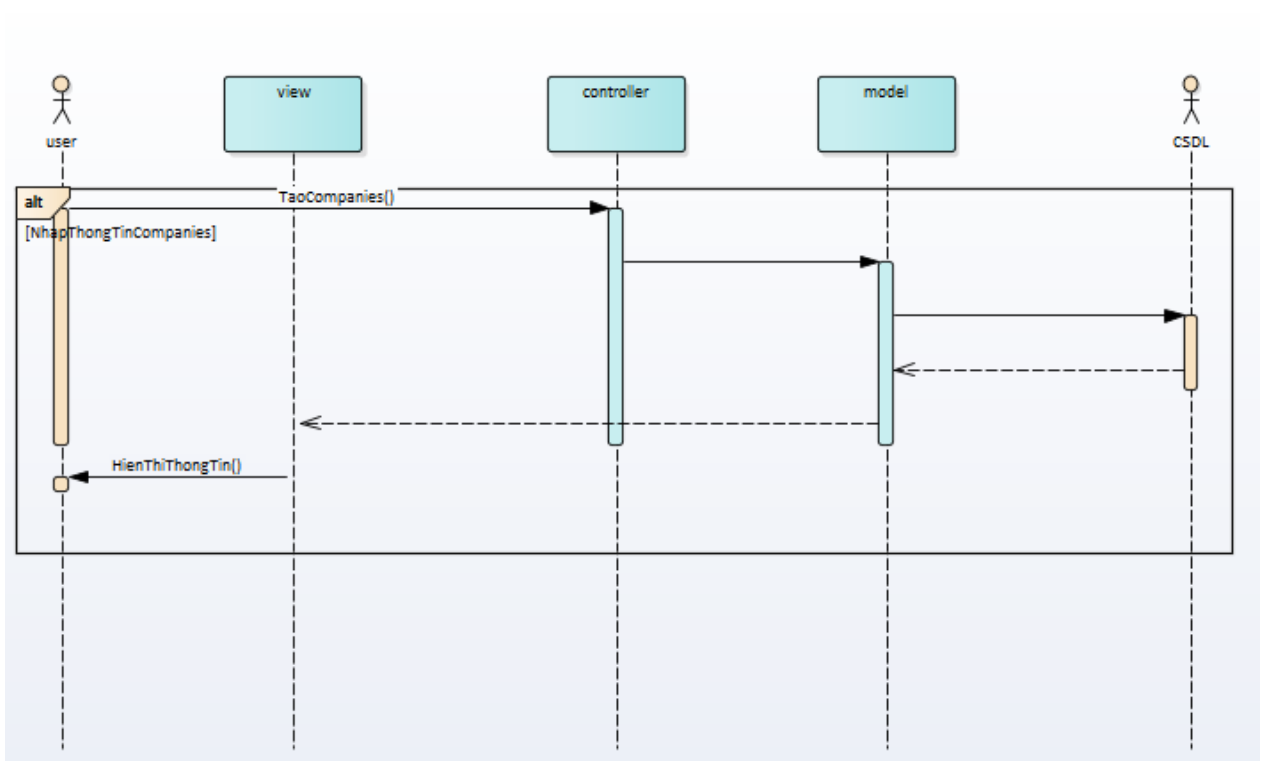 user
view
controller
model
CSDL
alt
TaoCompanies()
[NhapThongTinCompanies]
HienThiThongTin()